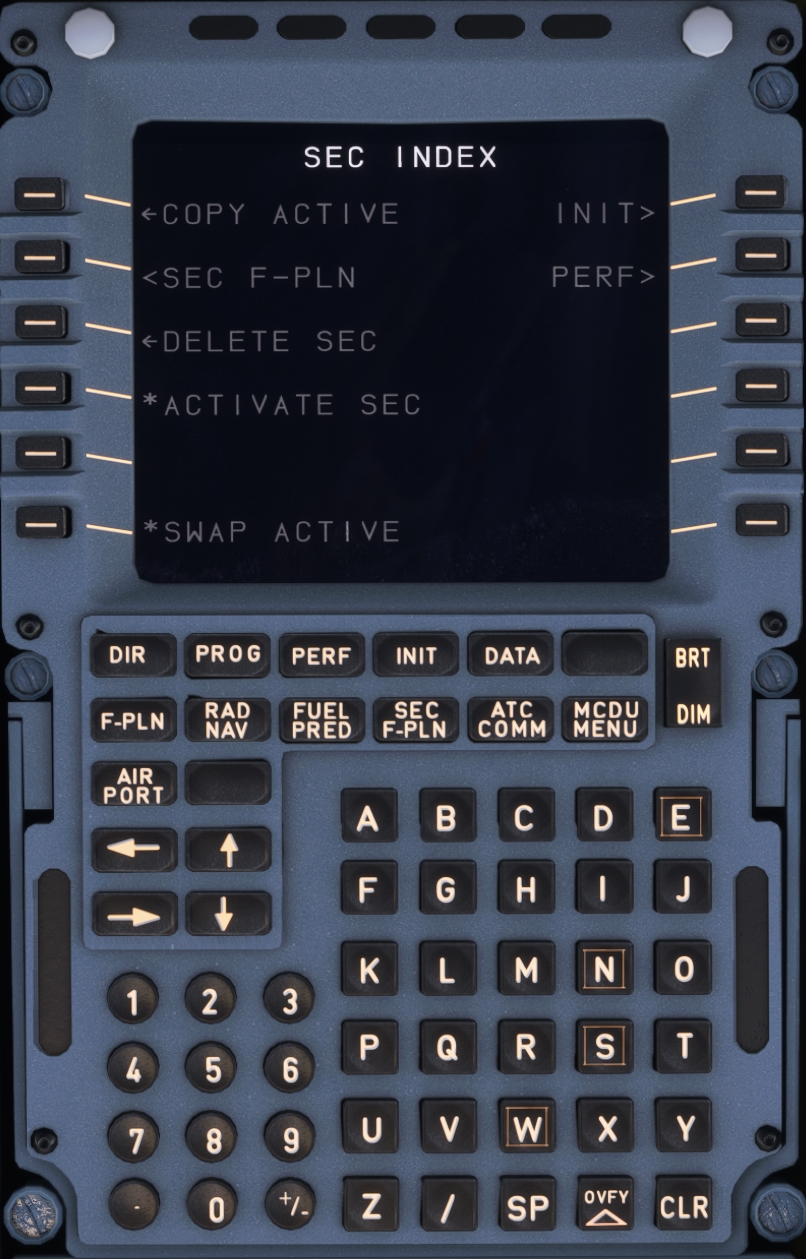 SEC INDEX
←COPY ACTIVE INIT>
<SEC F-PLN PERF>
←DELETE SEC
*ACTIVATE SEC
*SWAP ACTIVE
DIR PROG PERF INIT DATA BRT
DIM
F-PLN RAD NAV FUEL PRED SEC F-PLN ATC COMM MCDU MENU
AIR PORT
← ↑
→ ↓
A B C D E
F G H I J
K L M N O
1 2 3
P Q R S T
4 5 6
U V W X Y
7 8 9
Z / SP OVFY CLR
. 0 +/-